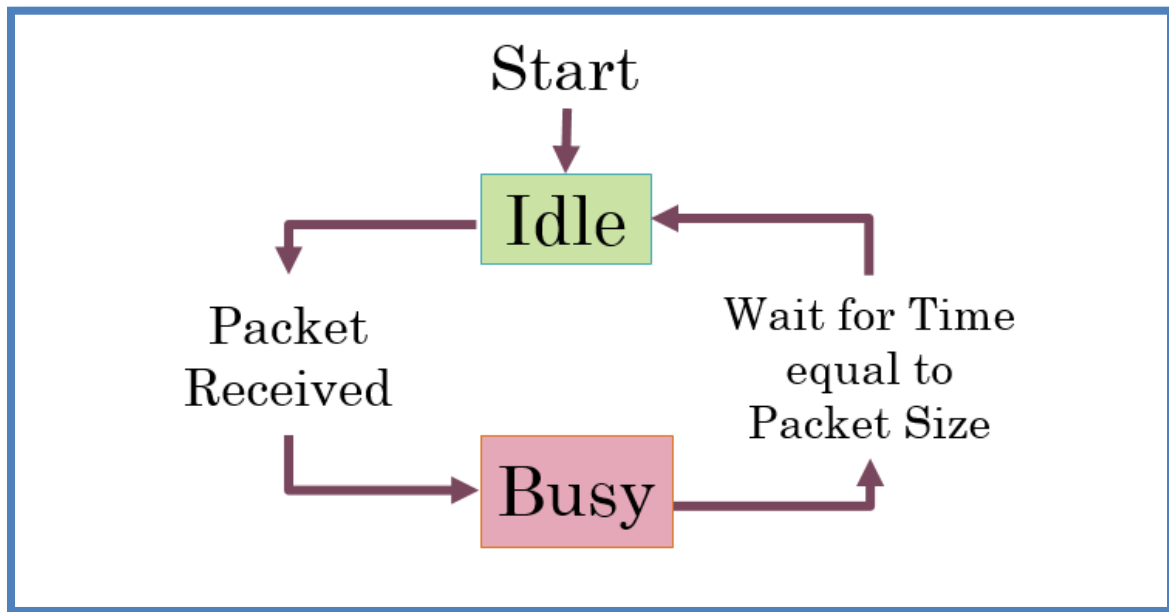 Start
Idle
Packet
Received
Wait for Time
equal to
Packet Size
Busy